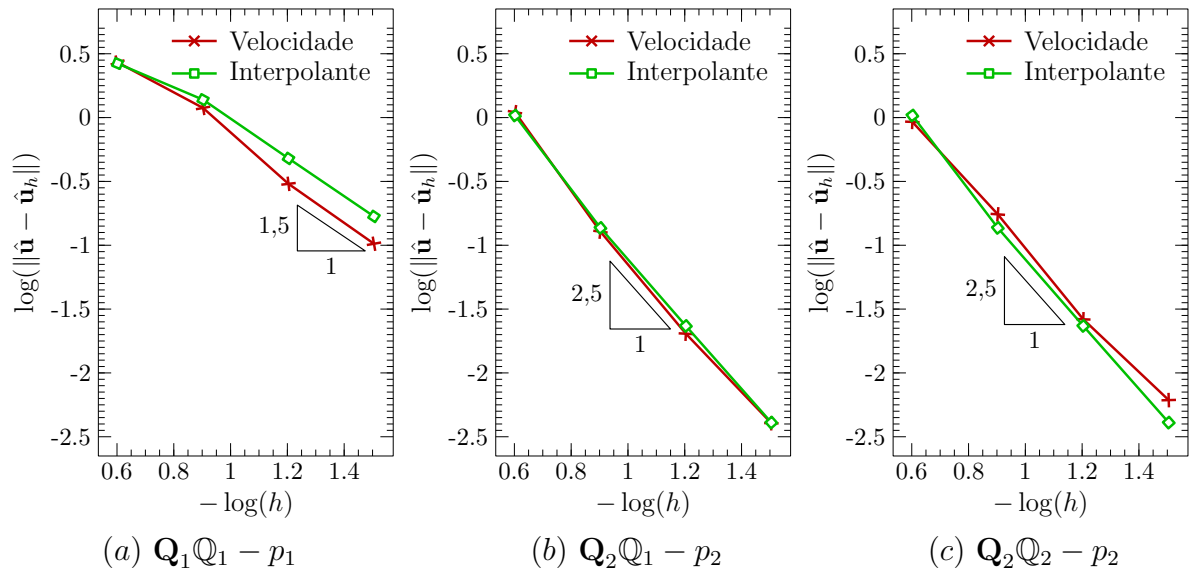 0.5
0
-0.5
-1
-1.5
-2
-2.5
0.6 0.8 1 1.2 1.4
− log(h)
log(||û − û_h||)
Velocidade
Interpolante
1,5
1
(a) Q₁ℚ₁ − p₁
0.5
0
-0.5
-1
-1.5
-2
-2.5
0.6 0.8 1 1.2 1.4
− log(h)
log(||û − û_h||)
Velocidade
Interpolante
2,5
1
(b) Q₂ℚ₁ − p₂
0.5
0
-0.5
-1
-1.5
-2
-2.5
0.6 0.8 1 1.2 1.4
− log(h)
log(||û − û_h||)
Velocidade
Interpolante
2,5
1
(c) Q₂ℚ₂ − p₂